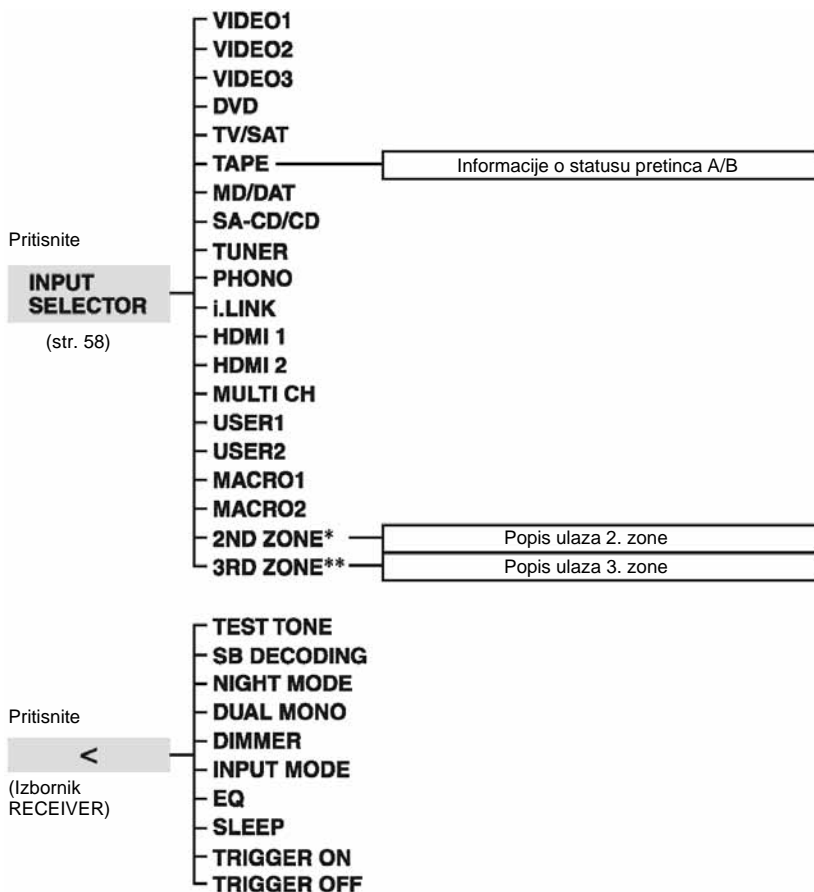 VIDEO1
VIDEO2
VIDEO3
DVD
TV/SAT
TAPE
Informacije o statusu pretinca A/B
MD/DAT
SA-CD/CD
Pritisnite
TUNER
INPUT
SELECTOR
PHONO
i.LINK
(str. 58)
HDMI 1
HDMI 2
MULTI CH
USER1
USER2
MACRO1
MACRO2
2ND ZONE*
Popis ulaza 2. zone
3RD ZONE**
Popis ulaza 3. zone
TEST TONE
SB DECODING
NIGHT MODE
Pritisnite
DUAL MONO
<
DIMMER
INPUT MODE
(Izbornik
RECEIVER)
EQ
SLEEP
TRIGGER ON
TRIGGER OFF